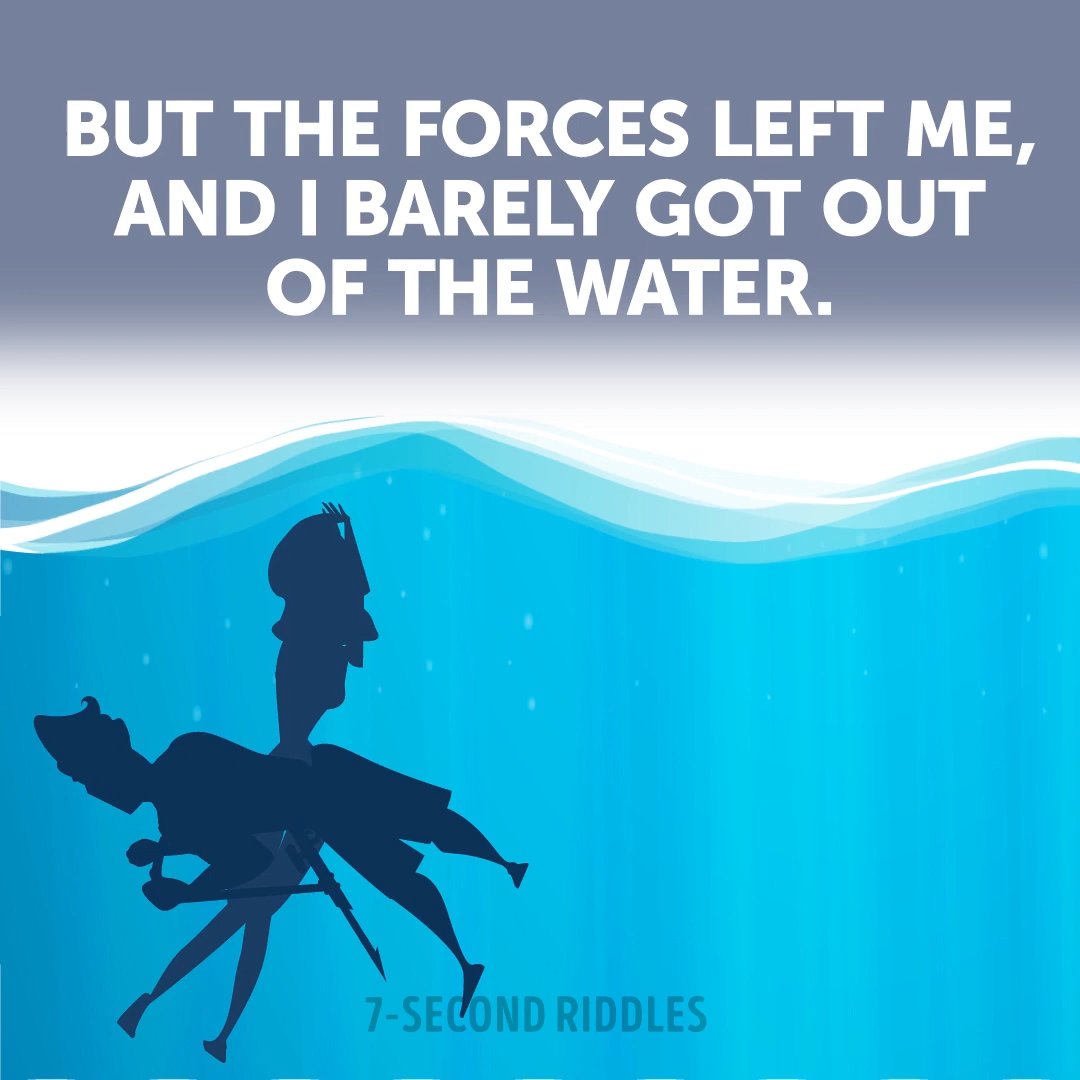 BUT THE FORCES LEFT ME,
AND I BARELY GOT OUT
OF THE WATER.
7-SECOND RIDDLES